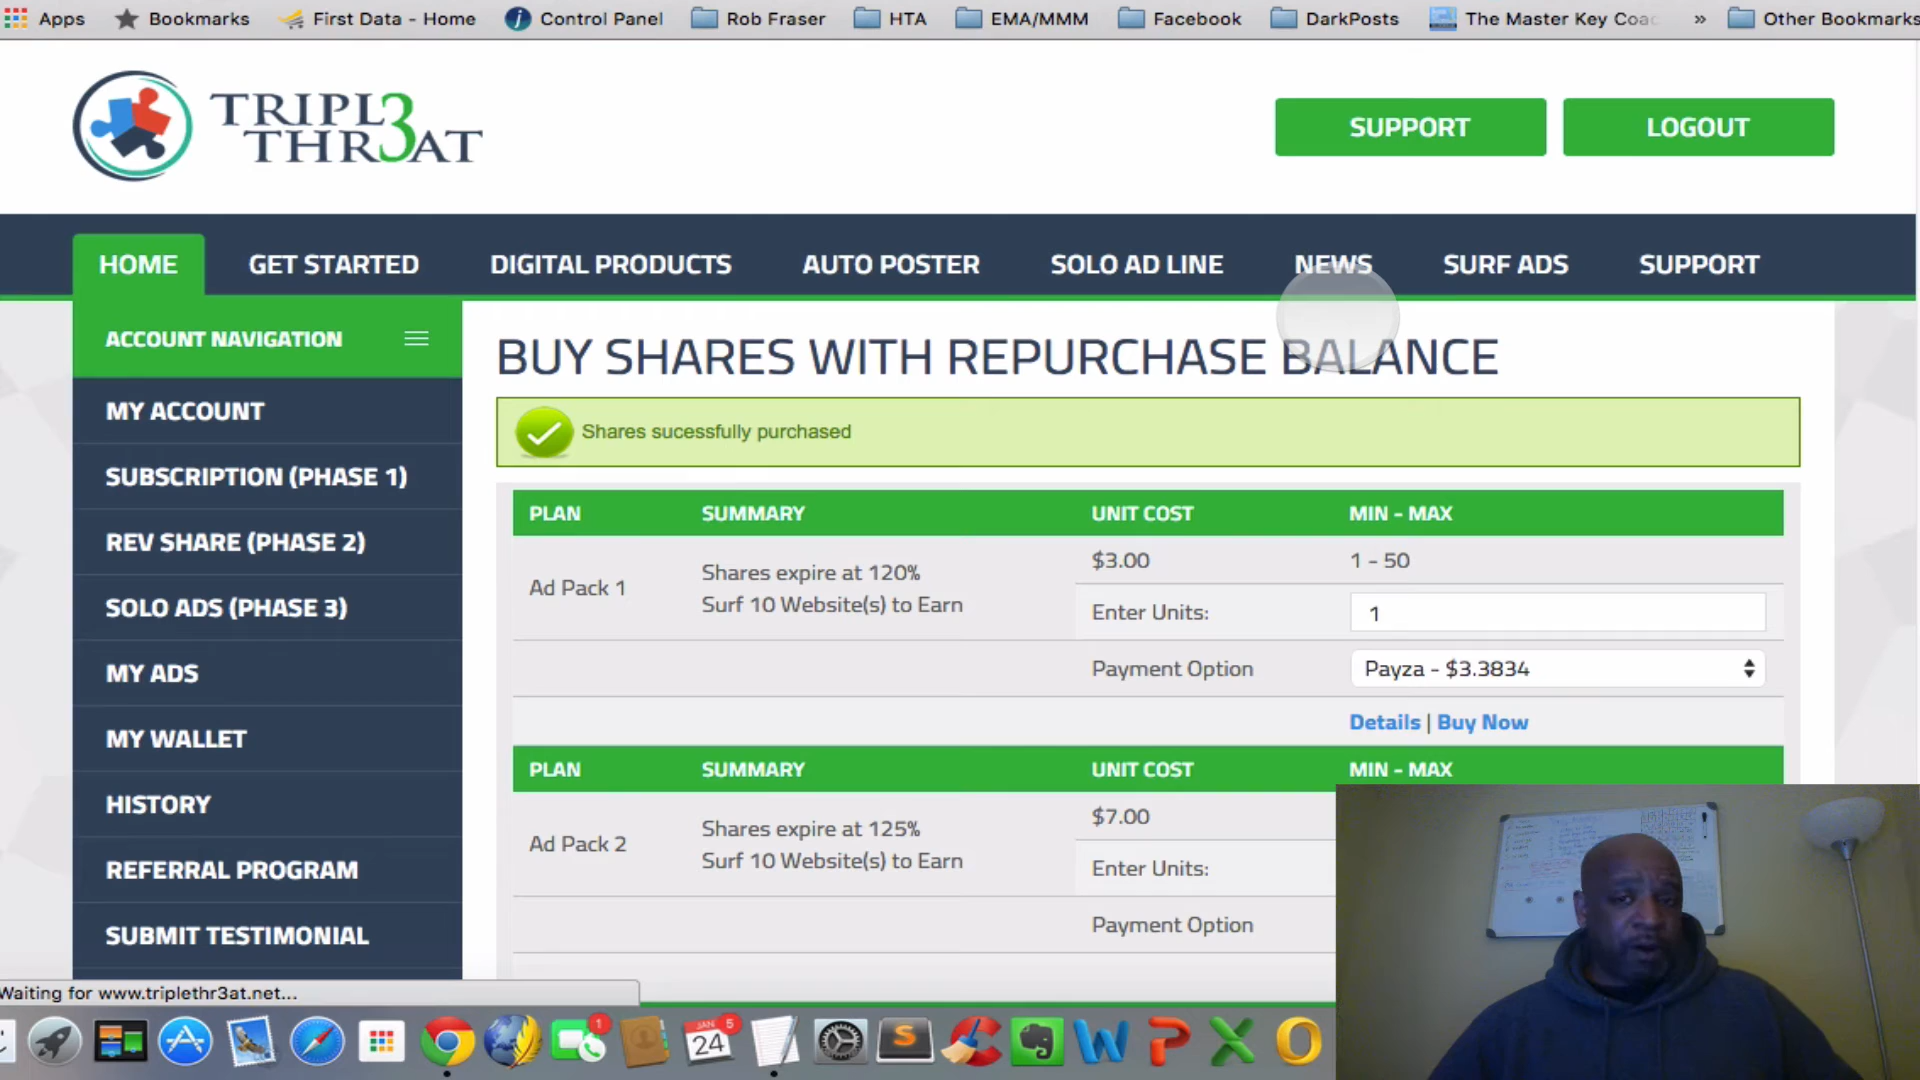 Apps Bookmarks First Data - Home Control Panel Rob Fraser HTA EMA/MMM Facebook DarkPosts The Master Key Coac » Other Bookmarks
TRIPL3
THR3AT
SUPPORT LOGOUT
HOME GET STARTED DIGITAL PRODUCTS AUTO POSTER SOLO AD LINE NEWS SURF ADS SUPPORT
ACCOUNT NAVIGATION
MY ACCOUNT
SUBSCRIPTION (PHASE 1)
REV SHARE (PHASE 2)
SOLO ADS (PHASE 3)
MY ADS
MY WALLET
HISTORY
REFERRAL PROGRAM
SUBMIT TESTIMONIAL
BUY SHARES WITH REPURCHASE BALANCE
Shares sucessfully purchased
PLAN SUMMARY UNIT COST MIN - MAX
$3.00 1 - 50
Ad Pack 1 Shares expire at 120%
Surf 10 Website(s) to Earn
Enter Units: 1
Payment Option Payza - $3.3834
Details | Buy Now
PLAN SUMMARY UNIT COST MIN - MAX
$7.00
Ad Pack 2 Shares expire at 125%
Surf 10 Website(s) to Earn
Enter Units:
Payment Option
Waiting for www.triplethr3at.net...
1
JAN 5
24